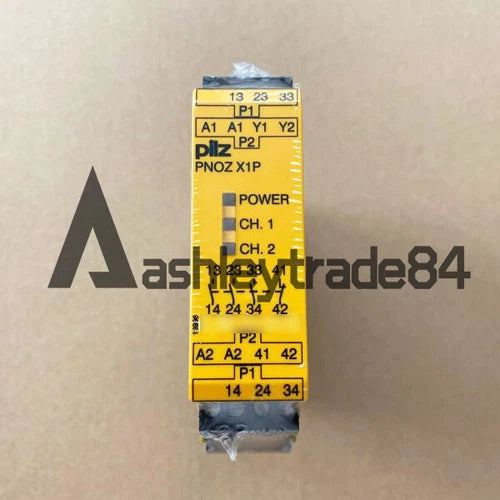 13 23 33
P1
A1 A1 Y1 Y2
P2
pilz
PNOZ X1P
POWER
CH. 1
CH. 2
ashleytrade84
13 23 33 41
14 24 34 42
P2
A2 A2 41 42
P1
14 24 34